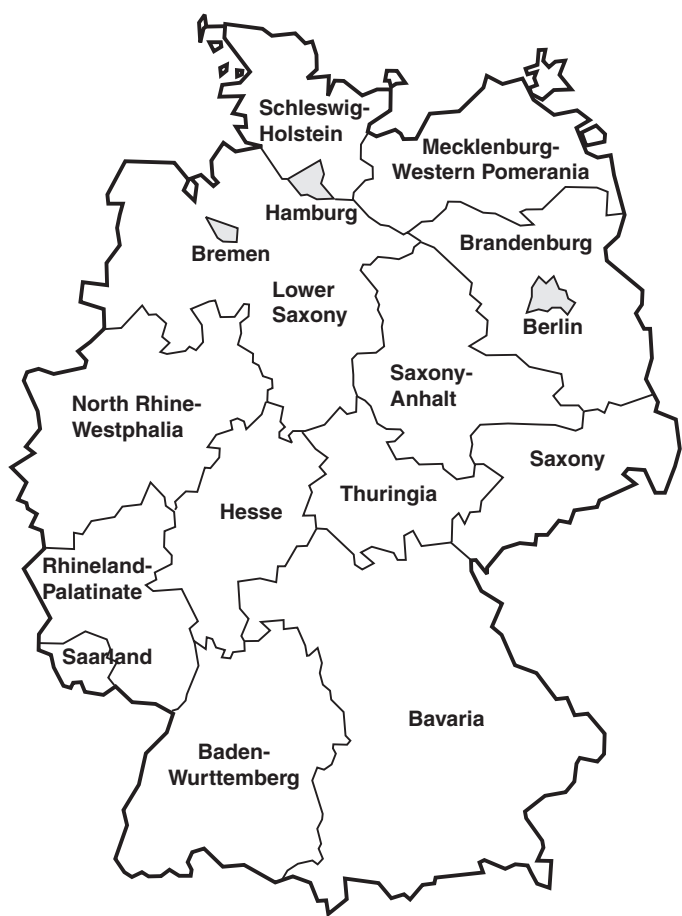 Schleswig-
Holstein
Mecklenburg-
Western Pomerania
Hamburg
Bremen
Brandenburg
Lower
Saxony
Berlin
Saxony-
Anhalt
North Rhine-
Westphalia
Saxony
Thuringia
Hesse
Rhineland-
Palatinate
Saarland
Bavaria
Baden-
Wurttemberg